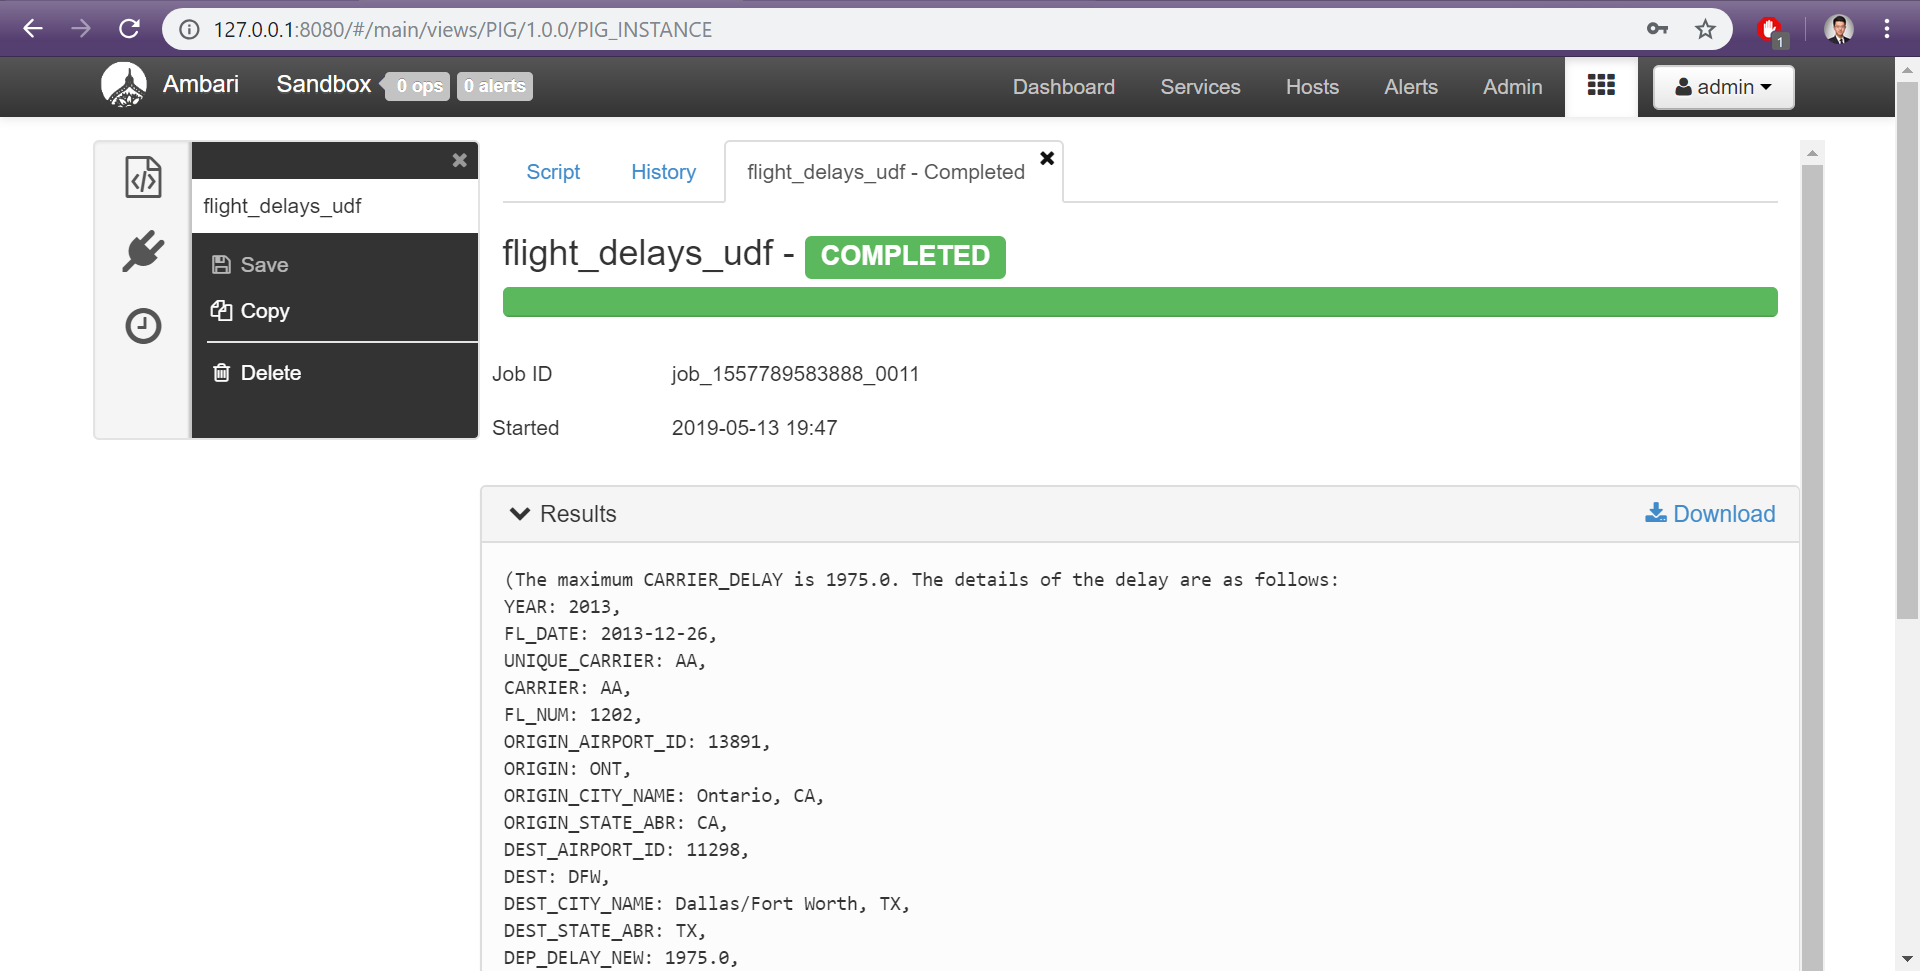 127.0.0.1:8080/#/main/views/PIG/1.0.0/PIG_INSTANCE
1
Ambari Sandbox 0 ops 0 alerts Dashboard Services Hosts Alerts Admin admin
flight_delays_udf
Save
Copy
Delete
Script History flight_delays_udf - Completed
flight_delays_udf - COMPLETED
Job ID job_1557789583888_0011
Started 2019-05-13 19:47
Results Download
(The maximum CARRIER_DELAY is 1975.0. The details of the delay are as follows:
YEAR: 2013,
FL_DATE: 2013-12-26,
UNIQUE_CARRIER: AA,
CARRIER: AA,
FL_NUM: 1202,
ORIGIN_AIRPORT_ID: 13891,
ORIGIN: ONT,
ORIGIN_CITY_NAME: Ontario, CA,
ORIGIN_STATE_ABR: CA,
DEST_AIRPORT_ID: 11298,
DEST: DFW,
DEST_CITY_NAME: Dallas/Fort Worth, TX,
DEST_STATE_ABR: TX,
DEP_DELAY_NEW: 1975.0,